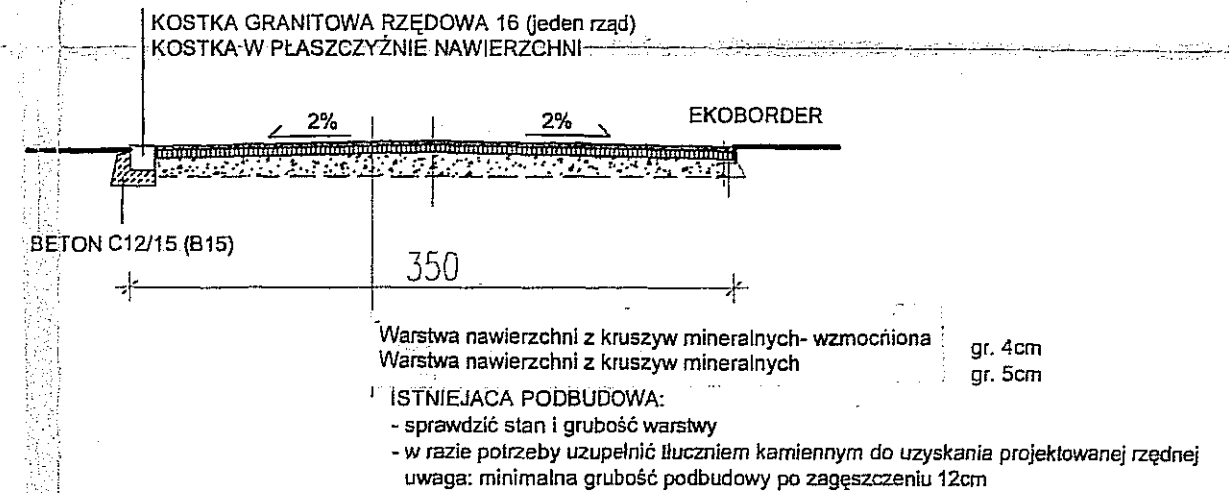 KOSTKA GRANITOWA RZĘDOWA 16 (jeden rząd)
KOSTKA W PŁASZCZYŹNIE NAWIERZCHNI
2%
2%
EKOBORDER
BETON C12/15 (B15)
350
Warstwa nawierzchni z kruszyw mineralnych- wzmocniona gr. 4cm
Warstwa nawierzchni z kruszyw mineralnych gr. 5cm
ISTNIEJACA PODBUDOWA:
- sprawdzić stan i grubość warstwy
- w razie potrzeby uzupełnić tłuczniem kamiennym do uzyskania projektowanej rzędnej
uwaga: minimalna grubość podbudowy po zagęszczeniu 12cm